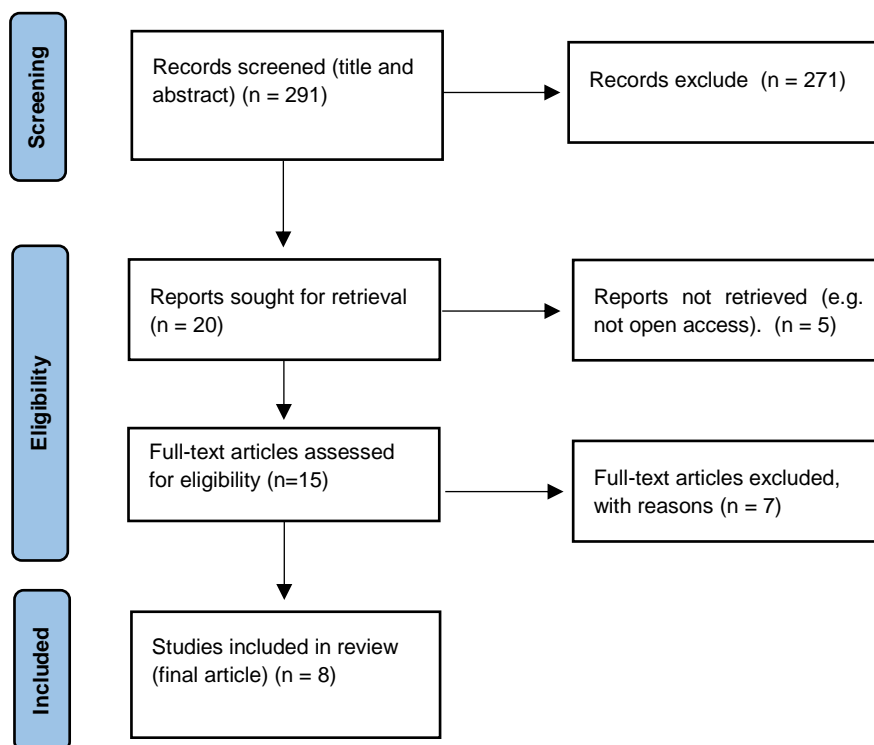 Screening
Records screened (title and
abstract) (n = 291)
Records exclude (n = 271)
Eligibility
Reports sought for retrieval
(n = 20)
Reports not retrieved (e.g.
not open access). (n = 5)
Full-text articles assessed
for eligibility (n=15)
Full-text articles excluded,
with reasons (n = 7)
Included
Studies included in review
(final article) (n = 8)